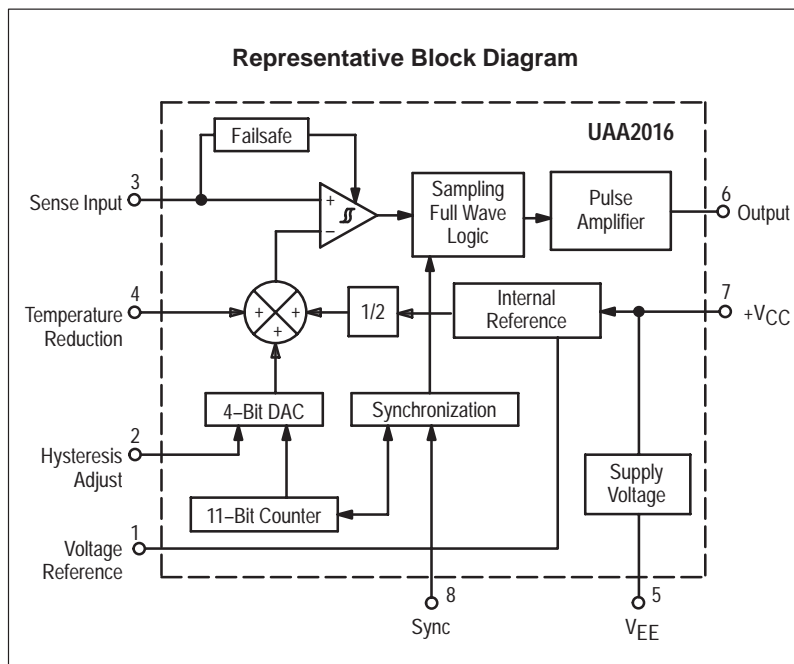 Representative Block Diagram
UAA2016
Failsafe
3
Sense Input
+
–
Sampling
Full Wave
Logic
Pulse
Amplifier
6
Output
4
Temperature
Reduction
+
+
+
1/2
Internal
Reference
7
+VCC
4–Bit DAC
Synchronization
2
Hysteresis
Adjust
Supply
Voltage
11–Bit Counter
1
Voltage
Reference
8
Sync
5
VEE